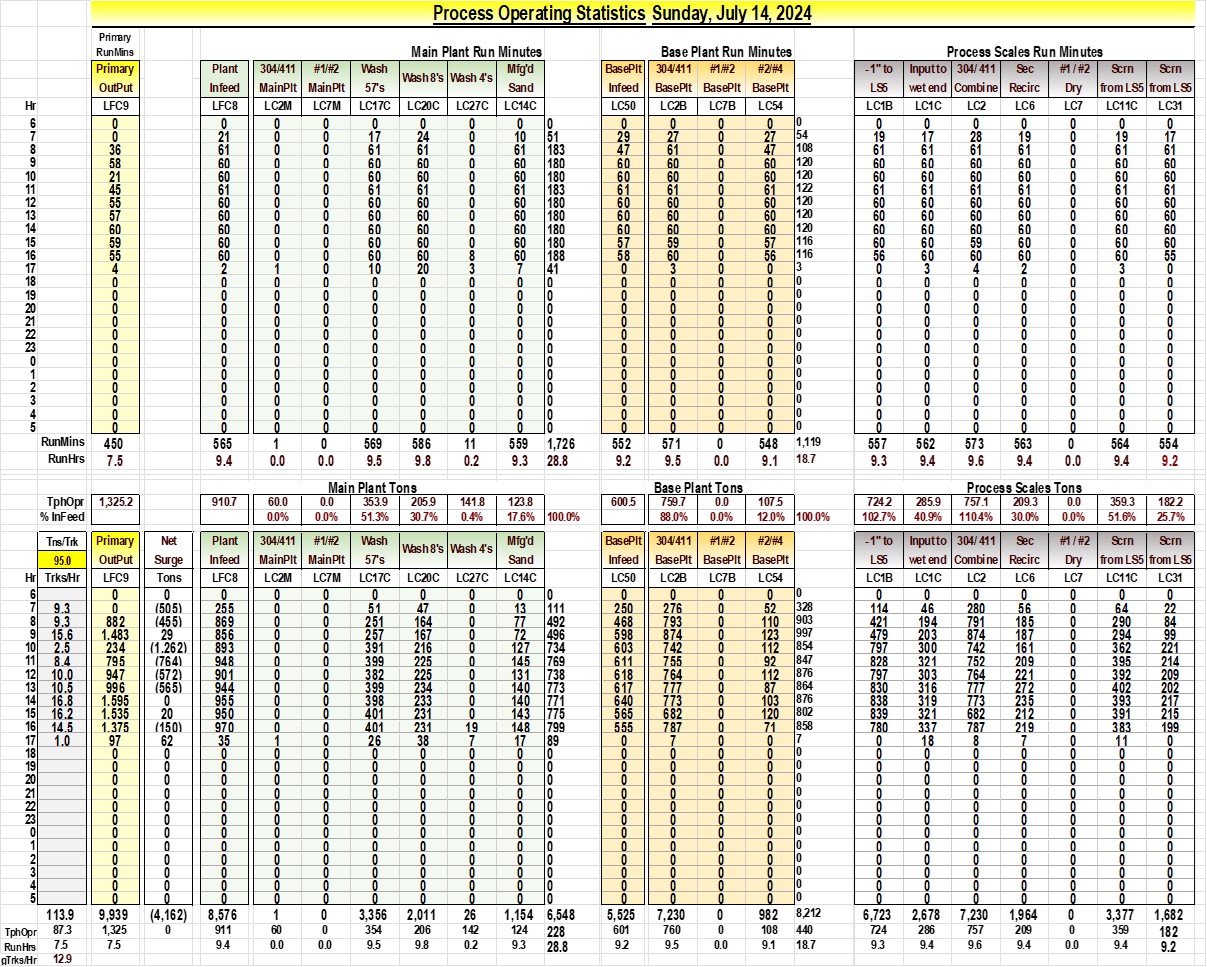 Process Operating Statistics Sunday, July 14, 2024
Primary
RunMins Main Plant Run Minutes Base Plant Run Minutes Process Scales Run Minutes
Primary Plant 304/411 #1/#2 Wash Wash 8's Wash 4's Mfg'd BasePlt 304/411 #1/#2 #2/#4 -1" to Input to 304/ 411 Sec #1 / #2 Scrn Scrn
OutPut Infeed MainPlt MainPlt 57's Sand Infeed BasePlt BasePlt BasePlt LS5 wet end Combine Recirc Dry from LS5 from LS5
Hr LFC9 LFC8 LC2M LC7M LC17C LC20C LC27C LC14C LC50 LC2B LC7B LC54 LC1B LC1C LC2 LC6 LC7 LC11C LC31
6 0 0 0 0 0 0 0 0 0 0 0 0 0 0 0 0 0 0 0 0 0
7 0 21 0 0 17 24 0 10 51 29 27 0 27 54 19 17 28 19 0 19 17
8 36 61 0 0 61 61 0 61 183 47 61 0 47 108 61 61 61 61 0 61 61
9 58 60 0 0 60 60 0 60 180 60 60 0 60 120 60 60 60 60 0 60 60
10 21 60 0 0 60 60 0 60 180 60 60 0 60 120 60 60 60 60 0 60 60
11 45 61 0 0 61 61 0 61 183 61 61 0 61 122 61 61 61 61 0 61 61
12 55 60 0 0 60 60 0 60 180 60 60 0 60 120 60 60 60 60 0 60 60
13 57 60 0 0 60 60 0 60 180 60 60 0 60 120 60 60 60 60 0 60 60
14 60 60 0 0 60 60 0 60 180 60 60 0 60 120 60 60 60 60 0 60 60
15 59 60 0 0 60 60 0 60 180 57 59 0 57 116 60 60 59 60 0 60 60
16 55 60 0 0 60 60 8 60 188 58 60 0 56 116 56 60 60 60 0 60 55
17 4 2 1 0 10 20 3 7 41 0 3 0 0 3 0 3 4 2 0 3 0
18 0 0 0 0 0 0 0 0 0 0 0 0 0 0 0 0 0 0 0 0 0
19 0 0 0 0 0 0 0 0 0 0 0 0 0 0 0 0 0 0 0 0 0
20 0 0 0 0 0 0 0 0 0 0 0 0 0 0 0 0 0 0 0 0 0
21 0 0 0 0 0 0 0 0 0 0 0 0 0 0 0 0 0 0 0 0 0
22 0 0 0 0 0 0 0 0 0 0 0 0 0 0 0 0 0 0 0 0 0
23 0 0 0 0 0 0 0 0 0 0 0 0 0 0 0 0 0 0 0 0 0
0 0 0 0 0 0 0 0 0 0 0 0 0 0 0 0 0 0 0 0 0 0
1 0 0 0 0 0 0 0 0 0 0 0 0 0 0 0 0 0 0 0 0 0
2 0 0 0 0 0 0 0 0 0 0 0 0 0 0 0 0 0 0 0 0 0
3 0 0 0 0 0 0 0 0 0 0 0 0 0 0 0 0 0 0 0 0 0
4 0 0 0 0 0 0 0 0 0 0 0 0 0 0 0 0 0 0 0 0 0
5 0 0 0 0 0 0 0 0 0 0 0 0 0 0 0 0 0 0 0 0 0
RunMins 450 565 1 0 569 586 11 559 1,726 552 571 0 548 1,119 557 562 573 563 0 564 554
RunHrs 7.5 9.4 0.0 0.0 9.5 9.8 0.2 9.3 28.8 9.2 9.5 0.0 9.1 18.7 9.3 9.4 9.6 9.4 0.0 9.4 9.2
Main Plant Tons Base Plant Tons Process Scales Tons
TphOpr 1,325.2 910.7 60.0 0.0 353.9 205.9 141.8 123.8 600.5 759.7 0.0 107.5 724.2 285.9 757.1 209.3 0.0 359.3 182.2
% InFeed 0.0% 0.0% 51.3% 30.7% 0.4% 17.6% 100.0% 88.0% 0.0% 12.0% 100.0% 102.7% 40.9% 110.4% 30.0% 0.0% 51.6% 25.7%
Tns/Trk Primary Net Plant 304/411 #1/#2 Wash Wash 8's Wash 4's Mfg'd BasePlt 304/411 #1/#2 #2/#4 -1" to Input to 304/ 411 Sec #1 / #2 Scrn Scrn
95.0 OutPut Surge Infeed MainPlt MainPlt 57's Sand Infeed BasePlt BasePlt BasePlt LS5 wet end Combine Recirc Dry from LS5 from LS5
Hr Trks/Hr LFC9 Tons LFC8 LC2M LC7M LC17C LC20C LC27C LC14C LC50 LC2B LC7B LC54 LC1B LC1C LC2 LC6 LC7 LC11C LC31
6 0 0 0 0 0 0 0 0 0 0 0 0 0 0 0 0 0 0 0 0 0 0
7 9.3 0 (505) 255 0 0 51 47 0 13 111 250 276 0 52 328 114 46 280 56 0 64 22
8 9.3 882 (455) 869 0 0 251 164 0 77 492 468 793 0 110 903 421 194 791 185 0 290 84
9 15.6 1,483 29 856 0 0 257 167 0 72 496 598 874 0 123 997 479 203 874 187 0 294 99
10 2.5 234 (1,262) 893 0 0 391 216 0 127 734 603 742 0 112 854 797 300 742 161 0 362 221
11 8.4 795 (764) 948 0 0 399 225 0 145 769 611 755 0 92 847 828 321 752 209 0 395 214
12 10.0 947 (572) 901 0 0 382 225 0 131 738 618 764 0 112 876 797 303 764 221 0 392 209
13 10.5 996 (565) 944 0 0 399 234 0 140 773 617 777 0 87 864 830 316 777 272 0 402 202
14 16.8 1,595 0 955 0 0 398 233 0 140 771 640 773 0 103 876 838 319 773 235 0 393 217
15 16.2 1,535 20 950 0 0 401 231 0 143 775 565 682 0 120 802 839 321 682 212 0 391 215
16 14.5 1,375 (150) 970 0 0 401 231 19 148 799 555 787 0 71 858 780 337 787 219 0 383 199
17 1.0 97 62 35 1 0 26 38 7 17 89 0 7 0 0 7 0 18 8 7 0 11 0
18 0 0 0 0 0 0 0 0 0 0 0 0 0 0 0 0 0 0 0 0 0 0
19 0 0 0 0 0 0 0 0 0 0 0 0 0 0 0 0 0 0 0 0 0 0
20 0 0 0 0 0 0 0 0 0 0 0 0 0 0 0 0 0 0 0 0 0 0
21 0 0 0 0 0 0 0 0 0 0 0 0 0 0 0 0 0 0 0 0 0 0
22 0 0 0 0 0 0 0 0 0 0 0 0 0 0 0 0 0 0 0 0 0 0
23 0 0 0 0 0 0 0 0 0 0 0 0 0 0 0 0 0 0 0 0 0 0
0 0 0 0 0 0 0 0 0 0 0 0 0 0 0 0 0 0 0 0 0 0 0
1 0 0 0 0 0 0 0 0 0 0 0 0 0 0 0 0 0 0 0 0 0 0
2 0 0 0 0 0 0 0 0 0 0 0 0 0 0 0 0 0 0 0 0 0 0
3 0 0 0 0 0 0 0 0 0 0 0 0 0 0 0 0 0 0 0 0 0 0
4 0 0 0 0 0 0 0 0 0 0 0 0 0 0 0 0 0 0 0 0 0 0
5 0 0 0 0 0 0 0 0 0 0 0 0 0 0 0 0 0 0 0 0 0 0
113.9 9,939 (4,162) 8,576 1 0 3,356 2,011 26 1,154 6,548 5,525 7,230 0 982 8,212 6,723 2,678 7,230 1,964 0 3,377 1,682
TphOpr 87.3 1,325 0 911 60 0 354 206 142 124 228 601 760 0 108 440 724 286 757 209 0 359 182
RunHrs 7.5 7.5 9.4 0.0 0.0 9.5 9.8 0.2 9.3 28.8 9.2 9.5 0.0 9.1 18.7 9.3 9.4 9.6 9.4 0.0 9.4 9.2
gTrks/Hr 12.9